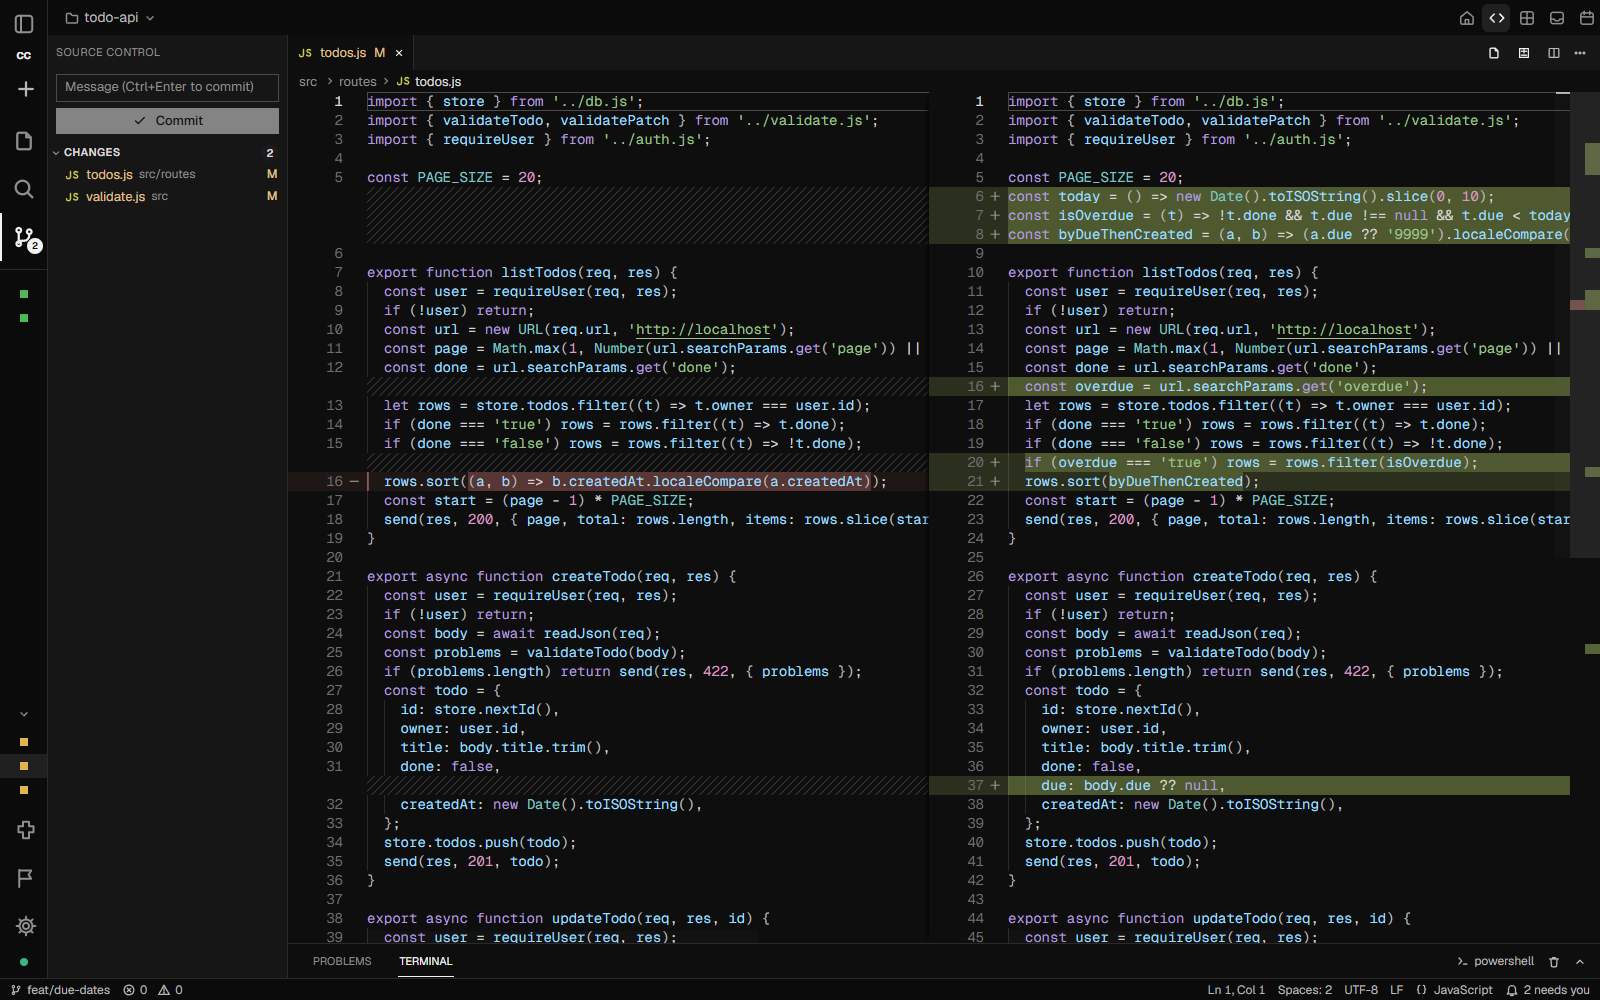 todo-api
SOURCE CONTROL
Message (Ctrl+Enter to commit)
Commit
CHANGES 2
JS todos.js src/routes M
JS validate.js src M
2
JS todos.js M ×
src > routes > JS todos.js
1 import { store } from '../db.js';
2 import { validateTodo, validatePatch } from '../validate.js';
3 import { requireUser } from '../auth.js';
4
5 const PAGE_SIZE = 20;
6
7 export function listTodos(req, res) {
8 const user = requireUser(req, res);
9 if (!user) return;
10 const url = new URL(req.url, 'http://localhost');
11 const page = Math.max(1, Number(url.searchParams.get('page')) ||
12 const done = url.searchParams.get('done');
13 let rows = store.todos.filter((t) => t.owner === user.id);
14 if (done === 'true') rows = rows.filter((t) => t.done);
15 if (done === 'false') rows = rows.filter((t) => !t.done);
16 − rows.sort((a, b) => b.createdAt.localeCompare(a.createdAt));
17 const start = (page - 1) * PAGE_SIZE;
18 send(res, 200, { page, total: rows.length, items: rows.slice(star
19 }
20
21 export async function createTodo(req, res) {
22 const user = requireUser(req, res);
23 if (!user) return;
24 const body = await readJson(req);
25 const problems = validateTodo(body);
26 if (problems.length) return send(res, 422, { problems });
27 const todo = {
28 id: store.nextId(),
29 owner: user.id,
30 title: body.title.trim(),
31 done: false,
32 createdAt: new Date().toISOString(),
33 };
34 store.todos.push(todo);
35 send(res, 201, todo);
36 }
37
38 export async function updateTodo(req, res, id) {
39 const user = requireUser(req, res);
1 import { store } from '../db.js';
2 import { validateTodo, validatePatch } from '../validate.js';
3 import { requireUser } from '../auth.js';
4
5 const PAGE_SIZE = 20;
6 + const today = () => new Date().toISOString().slice(0, 10);
7 + const isOverdue = (t) => !t.done && t.due !== null && t.due < today
8 + const byDueThenCreated = (a, b) => (a.due ?? '9999').localeCompare(
9
10 export function listTodos(req, res) {
11 const user = requireUser(req, res);
12 if (!user) return;
13 const url = new URL(req.url, 'http://localhost');
14 const page = Math.max(1, Number(url.searchParams.get('page')) ||
15 const done = url.searchParams.get('done');
16 + const overdue = url.searchParams.get('overdue');
17 let rows = store.todos.filter((t) => t.owner === user.id);
18 if (done === 'true') rows = rows.filter((t) => t.done);
19 if (done === 'false') rows = rows.filter((t) => !t.done);
20 + if (overdue === 'true') rows = rows.filter(isOverdue);
21 + rows.sort(byDueThenCreated);
22 const start = (page - 1) * PAGE_SIZE;
23 send(res, 200, { page, total: rows.length, items: rows.slice(star
24 }
25
26 export async function createTodo(req, res) {
27 const user = requireUser(req, res);
28 if (!user) return;
29 const body = await readJson(req);
30 const problems = validateTodo(body);
31 if (problems.length) return send(res, 422, { problems });
32 const todo = {
33 id: store.nextId(),
34 owner: user.id,
35 title: body.title.trim(),
36 done: false,
37 + due: body.due ?? null,
38 createdAt: new Date().toISOString(),
39 };
40 store.todos.push(todo);
41 send(res, 201, todo);
42 }
43
44 export async function updateTodo(req, res, id) {
45 const user = requireUser(req, res);
PROBLEMS TERMINAL
powershell
feat/due-dates 0 0
Ln 1, Col 1 Spaces: 2 UTF-8 LF {} JavaScript 2 needs you
cc